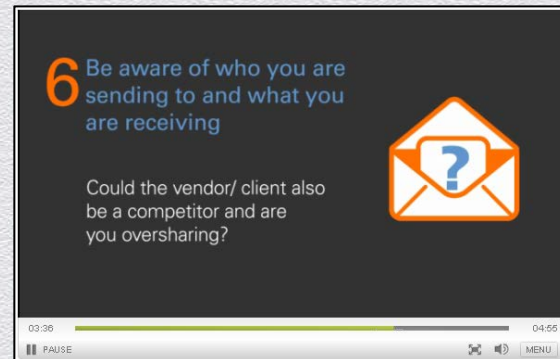 6 Be aware of who you are
sending to and what you
are receiving
?
Could the vendor/ client also
be a competitor and are
you oversharing?
03:36 04:55
PAUSE MENU